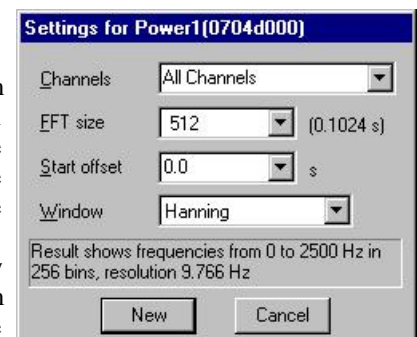 Settings for Power1(0704d000)
Channels All Channels
FFT size 512 (0.1024 s)
Start offset 0.0 s
Window Hanning
Result shows frequencies from 0 to 2500 Hz in
256 bins, resolution 9.766 Hz
New Cancel